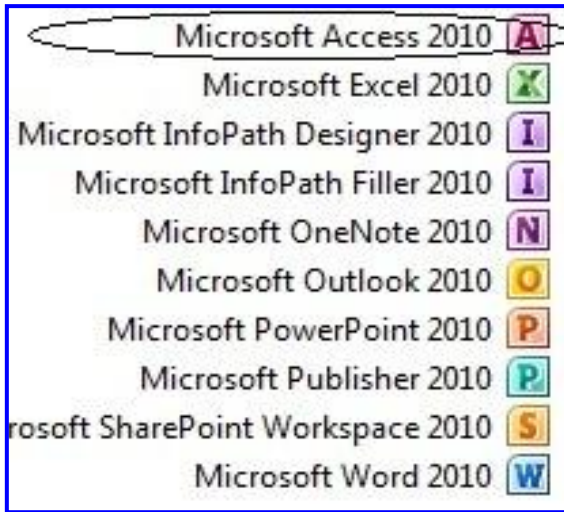 Microsoft Access 2010 A
Microsoft Excel 2010 X
Microsoft InfoPath Designer 2010 I
Microsoft InfoPath Filler 2010 I
Microsoft OneNote 2010 N
Microsoft Outlook 2010 O
Microsoft PowerPoint 2010 P
Microsoft Publisher 2010 P
rosoft SharePoint Workspace 2010 S
Microsoft Word 2010 W